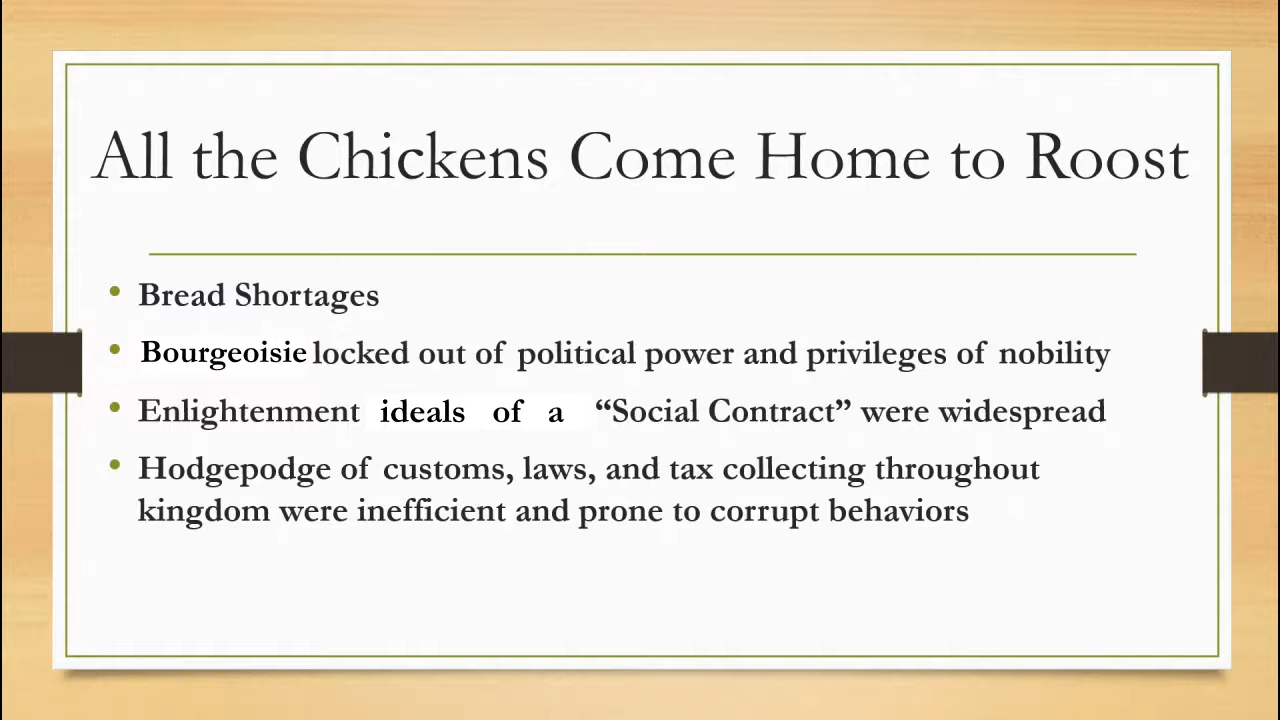 All the Chickens Come Home to Roost
• Bread Shortages
• Bourgeoisie locked out of political power and privileges of nobility
• Enlightenment ideals of a “Social Contract” were widespread
• Hodgepodge of customs, laws, and tax collecting throughout
kingdom were inefficient and prone to corrupt behaviors